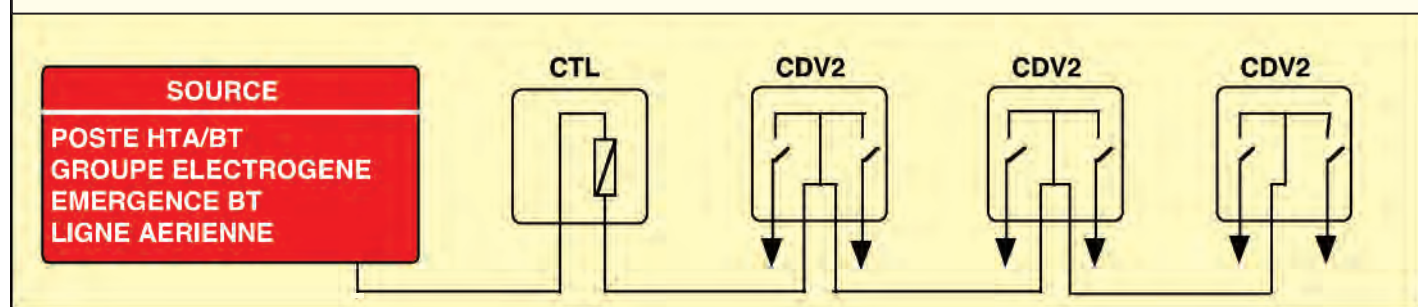 SOURCE
POSTE HTA/BT
GROUPE ELECTROGENE
EMERGENCE BT
LIGNE AERIENNE
CTL
CDV2
CDV2
CDV2